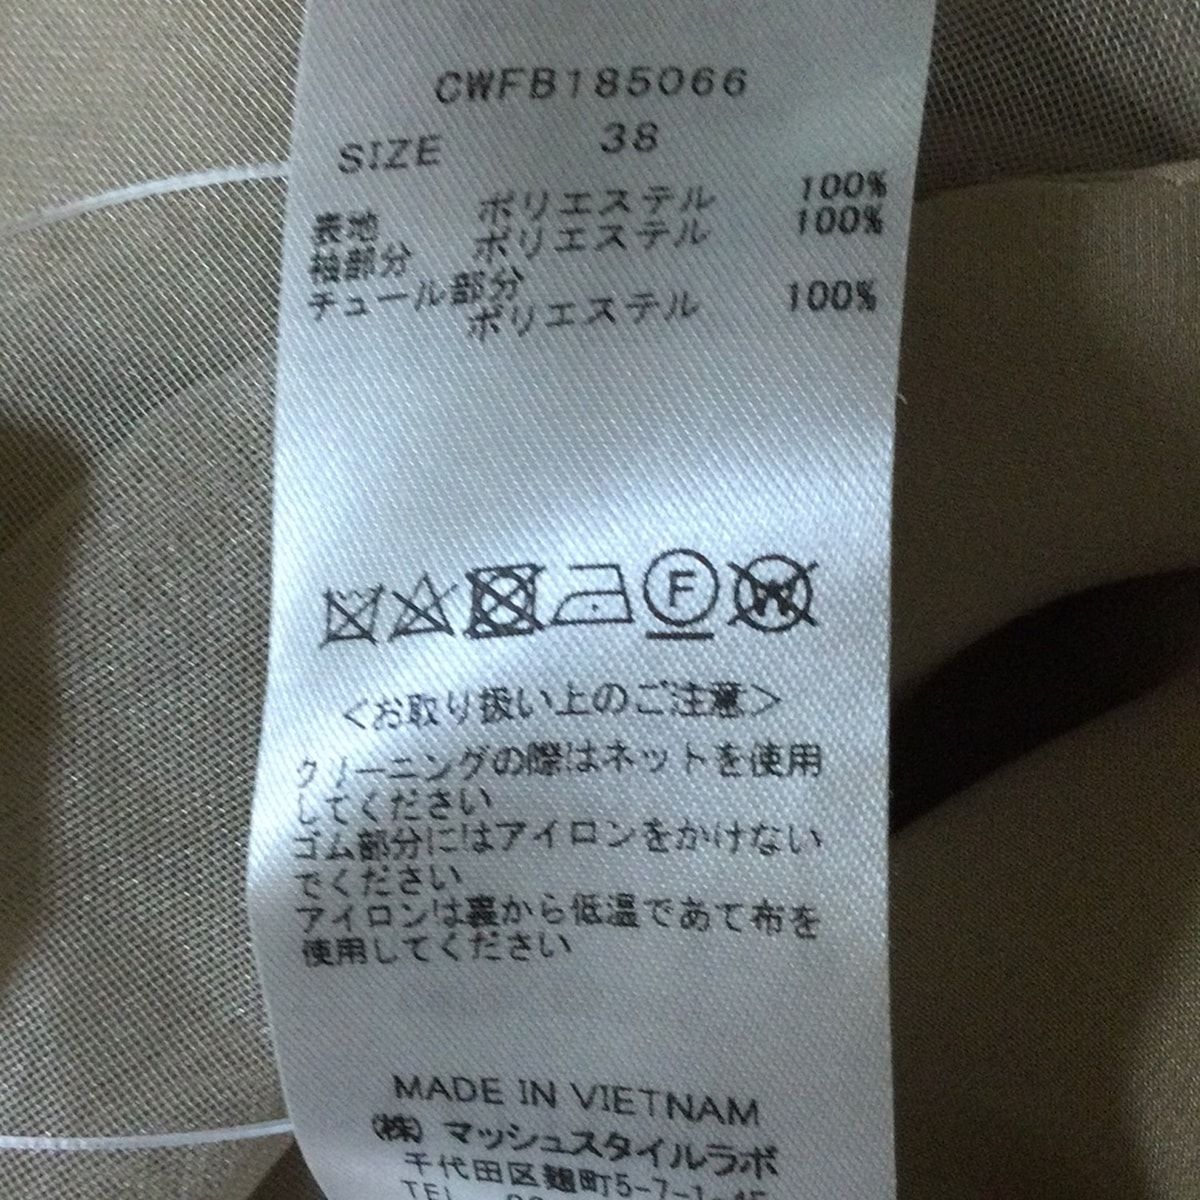 CWFB185066
SIZE 38
表地 ポリエステル 100%
袖部分 ポリエステル 100%
チュール部分
ポリエステル 100%
F W
<お取り扱い上のご注意>
クリーニングの際はネットを使用
してください
ゴム部分にはアイロンをかけない
でください
アイロンは裏から低温であて布を
使用してください
MADE IN VIETNAM
(株) マッシュスタイルラボ
千代田区麹町5-7-1-
TEL